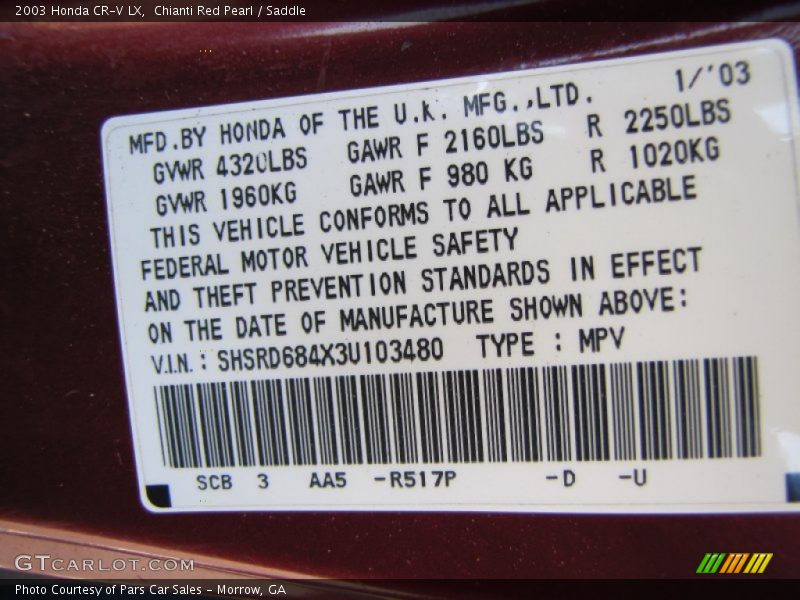 2003 Honda CR-V LX,  Chianti Red Pearl / Saddle
1/'03
MFD.BY HONDA OF THE U.K. MFG.,LTD.
GVWR 4320LBS GAWR F 2160LBS R 2250LBS
GVWR 1960KG GAWR F 980 KG R 1020KG
THIS VEHICLE CONFORMS TO ALL APPLICABLE
FEDERAL MOTOR VEHICLE SAFETY
AND THEFT PREVENTION STANDARDS IN EFFECT
ON THE DATE OF MANUFACTURE SHOWN ABOVE:
V.I.N.: SHSRD684X3U103480 TYPE : MPV
SCB 3 AA5 -R517P -D -U
GTCARLOT.COM
Photo Courtesy of Pars Car Sales - Morrow, GA